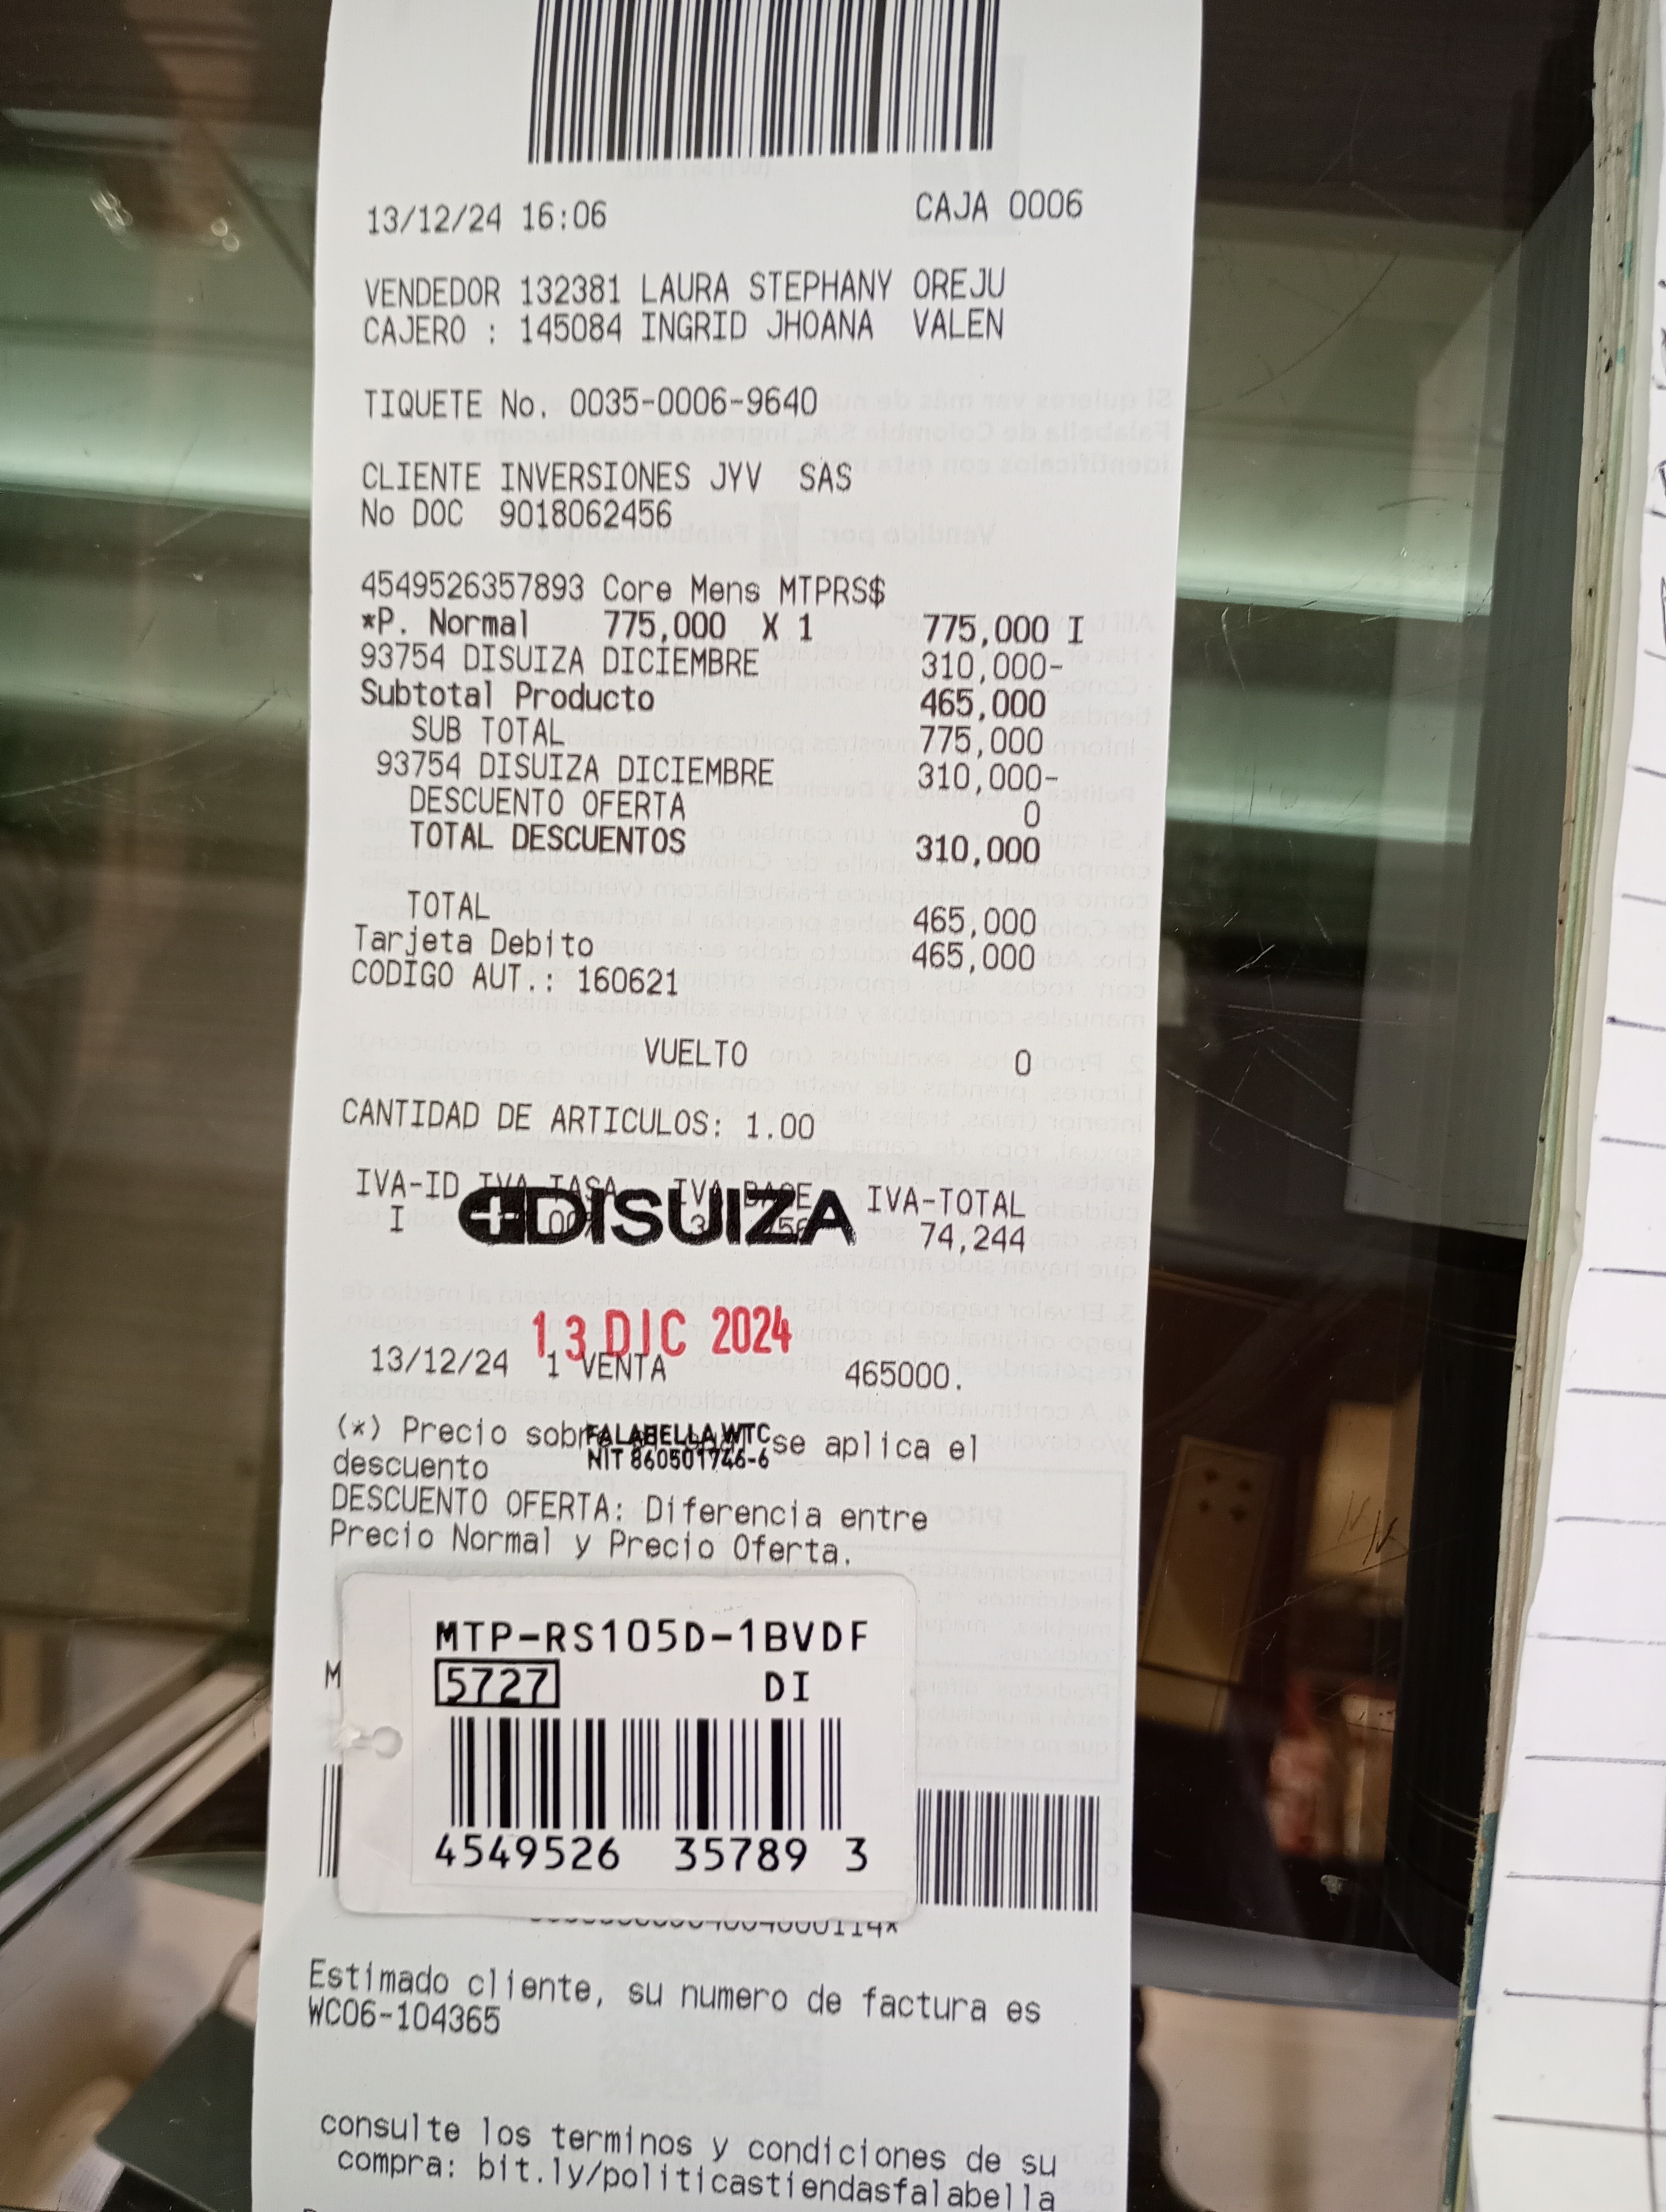 13/12/24 16:06 CAJA 0006
VENDEDOR 132381 LAURA STEPHANY OREJU
CAJERO : 145084 INGRID JHOANA VALEN
TIQUETE No. 0035-0006-9640
CLIENTE INVERSIONES JYV SAS
No DOC 9018062456
4549526357893 Core Mens MTPRS$
*P. Normal 775,000 X 1 775,000 I
93754 DISUIZA DICIEMBRE 310,000-
Subtotal Producto 465,000
SUB TOTAL 775,000
93754 DISUIZA DICIEMBRE 310,000-
DESCUENTO OFERTA 0
TOTAL DESCUENTOS 310,000
TOTAL 465,000
Tarjeta Debito 465,000
CODIGO AUT.: 160621
VUELTO 0
CANTIDAD DE ARTICULOS: 1.00
IVA-ID IVA-TASA IVA-BASE IVA-TOTAL
I 74,244
DISUIZA
13 DIC 2024
13/12/24 1 VENTA 465000.
(*) Precio se aplica el
FALABELLA WTC
NIT 860501746-6
descuento
DESCUENTO OFERTA: Diferencia entre
Precio Normal y Precio Oferta.
MTP-RS105D-1BVDF
5727 DI
M
4549526 35789 3
Estimado cliente, su numero de factura es
WC06-104365
consulte los terminos y condiciones de su
compra: bit.ly/politicastiendasfalabella